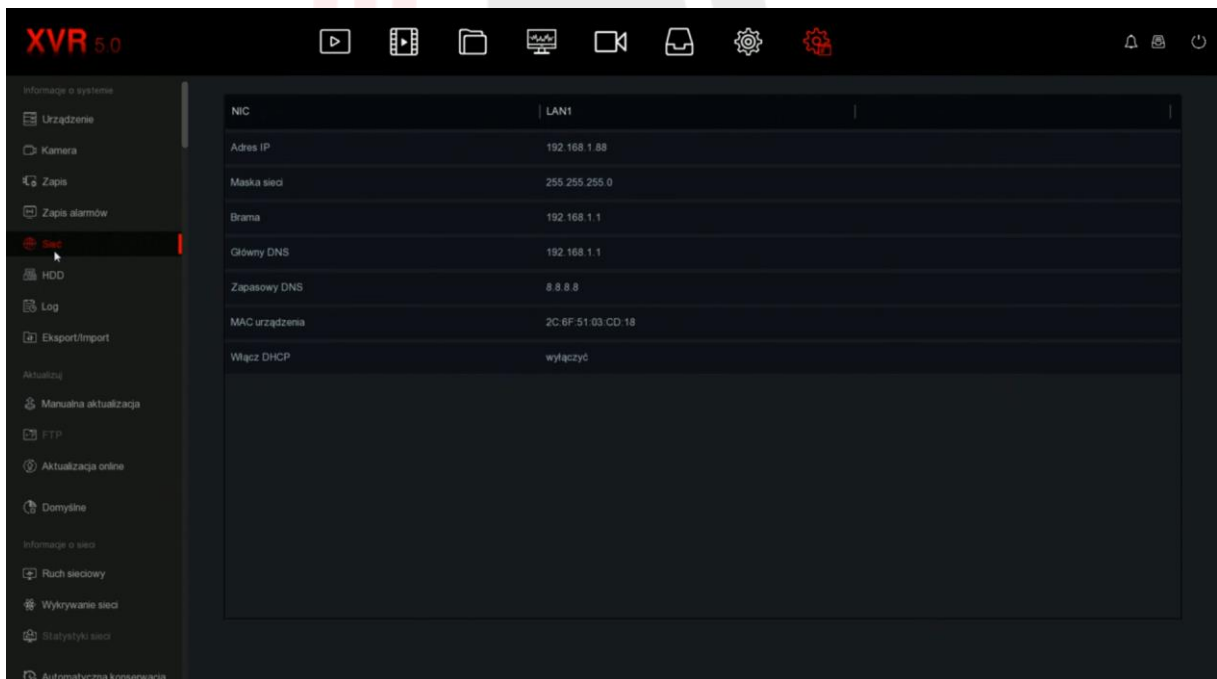 XVR 5.0
Informacje o systemie
Urządzenie
Kamera
Zapis
Zapis alarmów
Sieć
HDD
Log
Eksport/Import
Aktualizuj
Manualna aktualizacja
FTP
Aktualizacja online
Domyślne
Informacje o sieci
Ruch sieciowy
Wykrywanie sieci
Statystyki sieci
Automatyczna konserwacja
NIC LAN1
Adres IP 192.168.1.88
Maska sieci 255.255.255.0
Brama 192.168.1.1
Główny DNS 192.168.1.1
Zapasowy DNS 8.8.8.8
MAC urządzenia 2C:6F:51:03:CD:18
Włącz DHCP wyłączyć